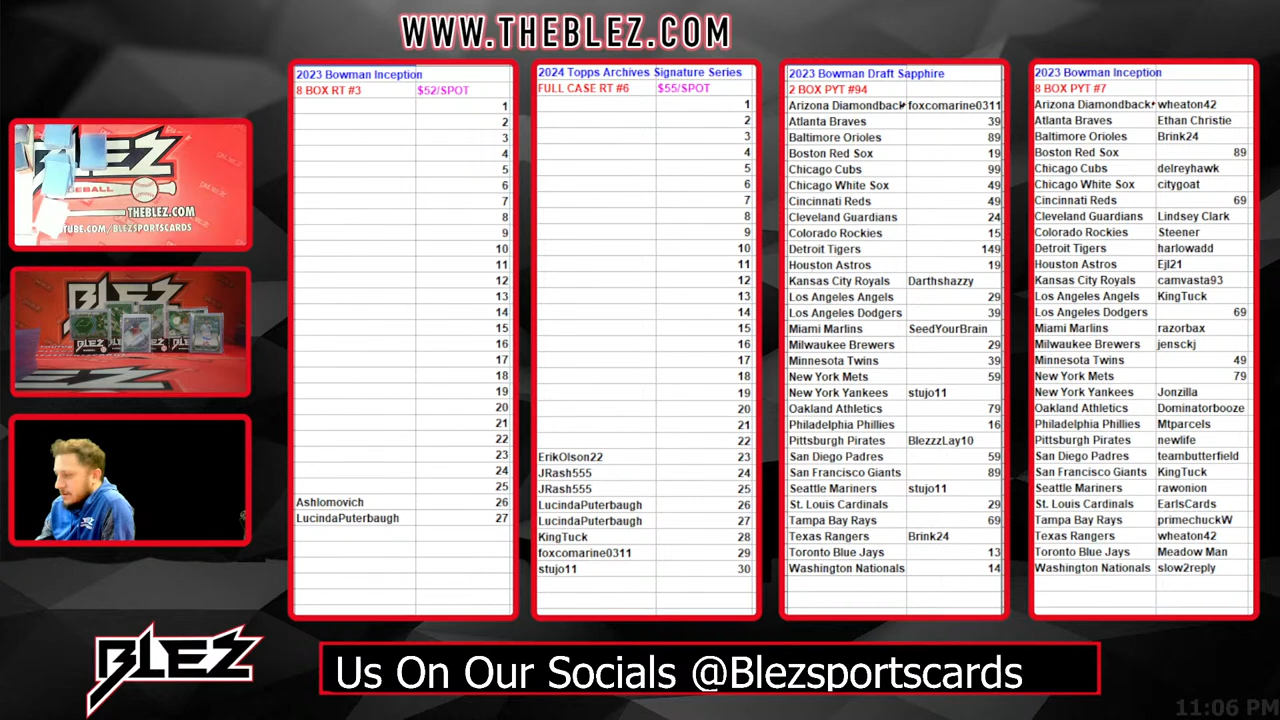 WWW.THEBLEZ.COM
2023 Bowman Inception
8 BOX RT #3 $52/SPOT
1
2
3
4
5
6
7
8
9
10
11
12
13
14
15
16
17
18
19
20
21
22
23
24
25
Ashlomovich 26
LucindaPuterbaugh 27
2024 Topps Archives Signature Series
FULL CASE RT #6 $55/SPOT
1
2
3
4
5
6
7
8
9
10
11
12
13
14
15
16
17
18
19
20
21
22
ErikOlson22 23
JRash555 24
JRash555 25
LucindaPuterbaugh 26
LucindaPuterbaugh 27
KingTuck 28
foxcomarine0311 29
stujo11 30
2023 Bowman Draft Sapphire
2 BOX PYT #94
Arizona Diamondback foxcomarine0311
Atlanta Braves 39
Baltimore Orioles 89
Boston Red Sox 19
Chicago Cubs 99
Chicago White Sox 49
Cincinnati Reds 49
Cleveland Guardians 24
Colorado Rockies 15
Detroit Tigers 149
Houston Astros 19
Kansas City Royals Darthshazzy
Los Angeles Angels 29
Los Angeles Dodgers 39
Miami Marlins SeedYourBrain
Milwaukee Brewers 29
Minnesota Twins 39
New York Mets 59
New York Yankees stujo11
Oakland Athletics 79
Philadelphia Phillies 16
Pittsburgh Pirates BlezzzLay10
San Diego Padres 59
San Francisco Giants 89
Seattle Mariners stujo11
St. Louis Cardinals 29
Tampa Bay Rays 69
Texas Rangers Brink24
Toronto Blue Jays 13
Washington Nationals 14
2023 Bowman Inception
8 BOX PYT #7
Arizona Diamondback wheaton42
Atlanta Braves Ethan Christie
Baltimore Orioles Brink24
Boston Red Sox 89
Chicago Cubs delreyhawk
Chicago White Sox citygoat
Cincinnati Reds 69
Cleveland Guardians Lindsey Clark
Colorado Rockies Steener
Detroit Tigers harlowadd
Houston Astros Ejl21
Kansas City Royals camvasta93
Los Angeles Angels KingTuck
Los Angeles Dodgers 69
Miami Marlins razorbax
Milwaukee Brewers jensckj
Minnesota Twins 49
New York Mets 79
New York Yankees Jonzilla
Oakland Athletics Dominatorbooze
Philadelphia Phillies Mtparcels
Pittsburgh Pirates newlife
San Diego Padres teambutterfield
San Francisco Giants KingTuck
Seattle Mariners rawonion
St. Louis Cardinals EarlsCards
Tampa Bay Rays primechuckW
Texas Rangers wheaton42
Toronto Blue Jays Meadow Man
Washington Nationals slow2reply
BLEZ
THEBLEZ.COM
TUBE.COM/BLEZSPORTSCARDS
BLEZ
BLEZ
BLEZ
Us On Our Socials @Blezsportscards
11:06 PM